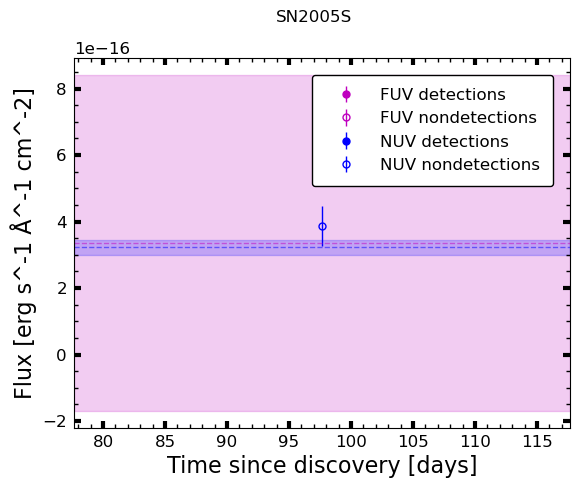 SN2005S
1e−16
8
6
4
2
0
−2
Flux [erg s^-1 Å^-1 cm^-2]
FUV detections
FUV nondetections
NUV detections
NUV nondetections
80 85 90 95 100 105 110 115
Time since discovery [days]